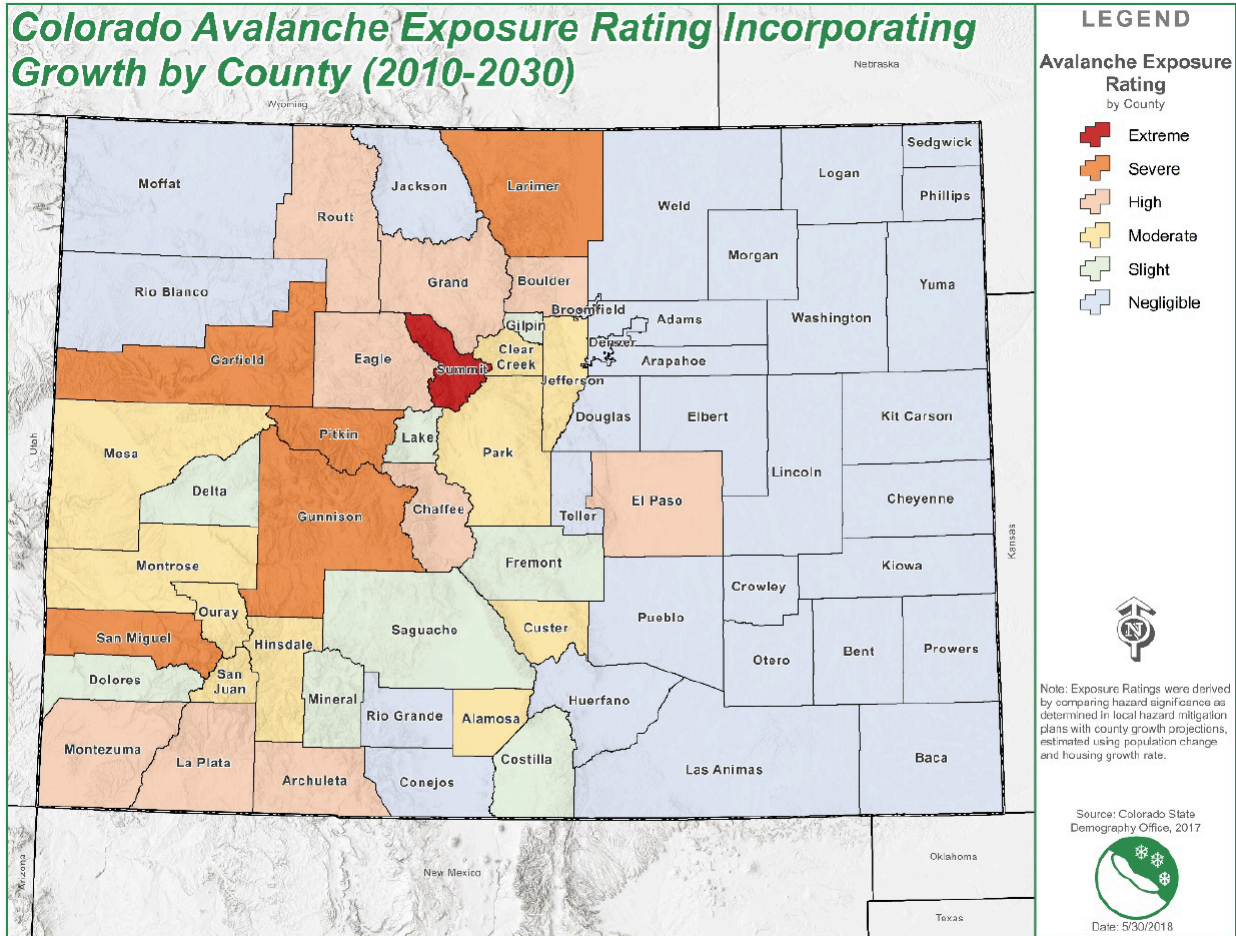 Colorado Avalanche Exposure Rating Incorporating
Growth by County (2010-2030)
Nebraska
Wyoming
Moffat
Jackson
Larimer
Routt
Weld
Logan
Sedgwick
Phillips
Morgan
Rio Blanco
Grand
Boulder
Broomfield
Gilpin
Adams
Washington
Yuma
Garfield
Eagle
Summit
Clear
Creek
Denver
Arapahoe
Jefferson
Utah
Mesa
Pitkin
Lake
Park
Douglas
Elbert
Kit Carson
Delta
Gunnison
Chaffee
Teller
El Paso
Lincoln
Cheyenne
Kansas
Montrose
Fremont
Kiowa
Ouray
Crowley
San Miguel
Hinsdale
Saguache
Custer
Pueblo
Dolores
San
Juan
Mineral
Otero
Bent
Prowers
Rio Grande
Alamosa
Huerfano
Montezuma
La Plata
Archuleta
Conejos
Costilla
Las Animas
Baca
Arizona
New Mexico
Oklahoma
Texas
LEGEND
Avalanche Exposure
Rating
by County
Extreme
Severe
High
Moderate
Slight
Negligible
N
Note: Exposure Ratings were derived
by comparing hazard significance as
determined in local hazard mitigation
plans with county growth projections,
estimated using population change
and housing growth rate.
Source: Colorado State
Demography Office, 2017
Date: 5/30/2018